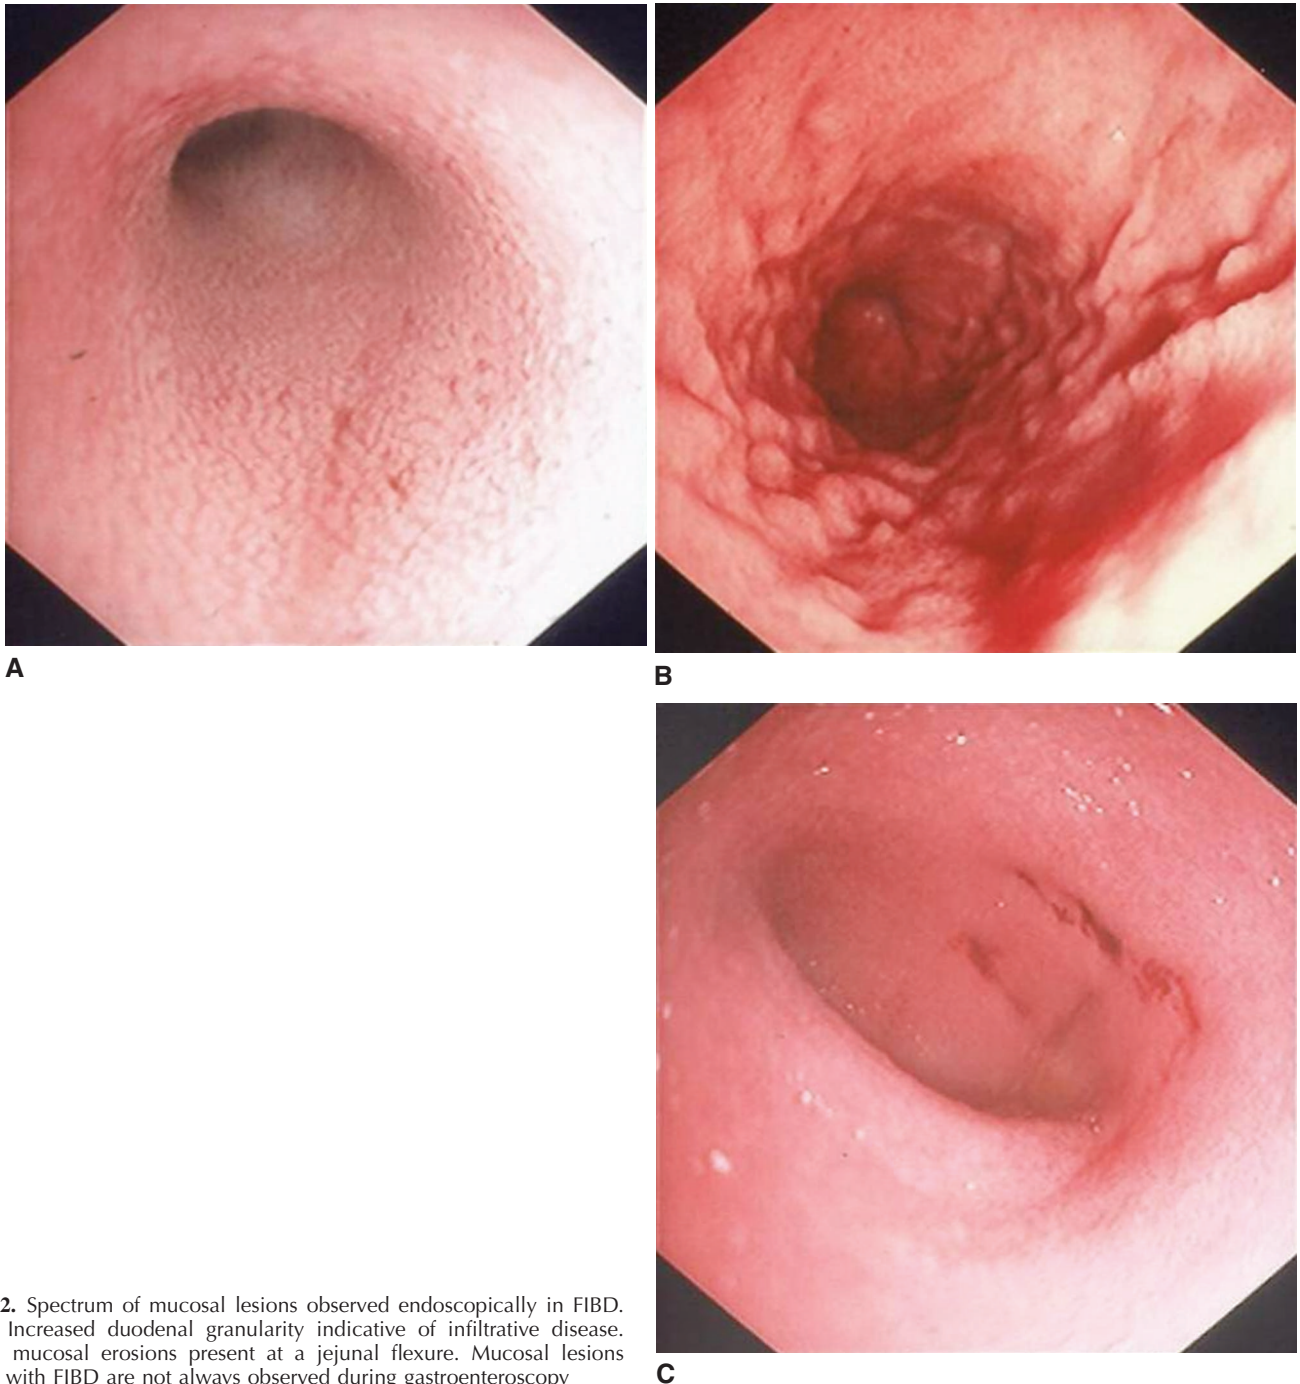 A
B
C
2. Spectrum of mucosal lesions observed endoscopically in FIBD.
Increased duodenal granularity indicative of infiltrative disease.
mucosal erosions present at a jejunal flexure. Mucosal lesions
with FIBD are not always observed during gastroenteroscopy